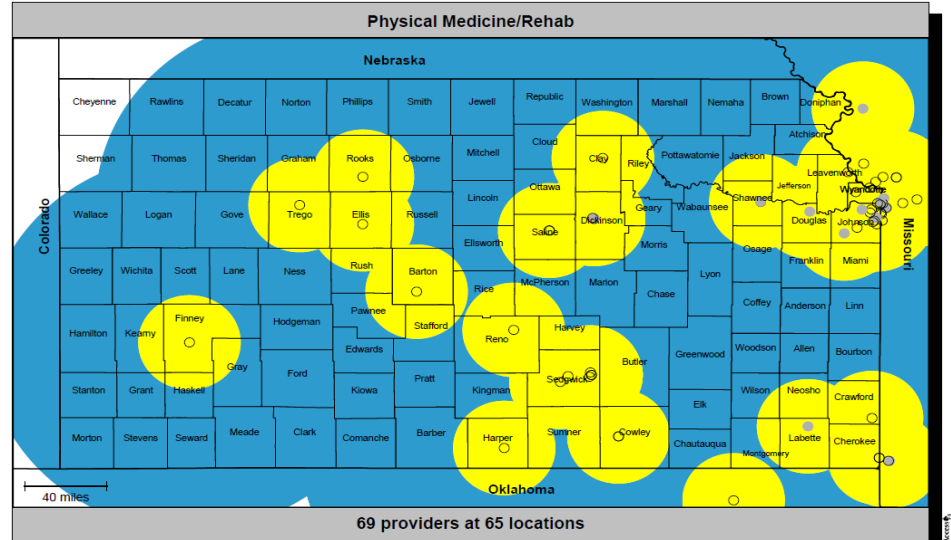 Physical Medicine/Rehab
Nebraska
Cheyenne Rawlins Decatur Norton Phillips Smith Jewell Republic Washington Marshall Nemaha Brown Doniphan
Atchison
Sherman Thomas Sheridan Graham Rooks Osborne Mitchell Cloud Clay Riley Pottawatomie Jackson
Leavenworth
Jefferson
Wyandotte
Ottawa
Lincoln
Shawnee
Wallace Logan Gove Trego Ellis Russell Saline Dickinson Geary Wabaunsee Douglas Johnson
Colorado
Missouri
Ellsworth Morris Osage
Franklin Miami
Greeley Wichita Scott Lane Ness Rush Barton Rice McPherson Marion Chase Lyon
Coffey Anderson Linn
Hamilton Kearny Finney Hodgeman Pawnee Stafford Reno Harvey
Edwards
Gray Ford Butler Greenwood Woodson Allen Bourbon
Stanton Grant Haskell Kiowa Pratt Kingman Sedgwick Elk Wilson Neosho Crawford
Morton Stevens Seward Meade Clark Comanche Barber Harper Sumner Cowley Chautauqua Montgomery Labette Cherokee
40 miles
Oklahoma
69 providers at 65 locations